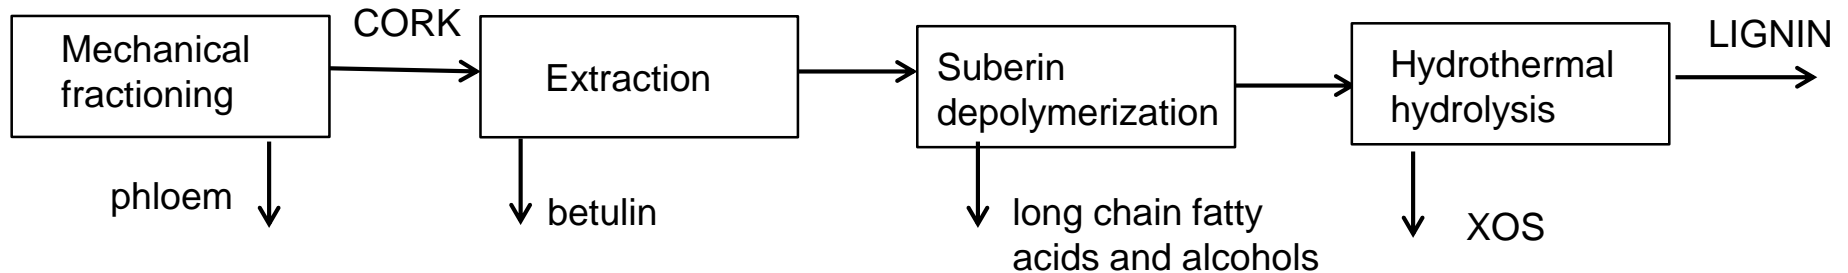 CORK
LIGNIN
Mechanical
fractioning
Extraction
Suberin
depolymerization
Hydrothermal
hydrolysis
phloem
betulin
long chain fatty
acids and alcohols
XOS